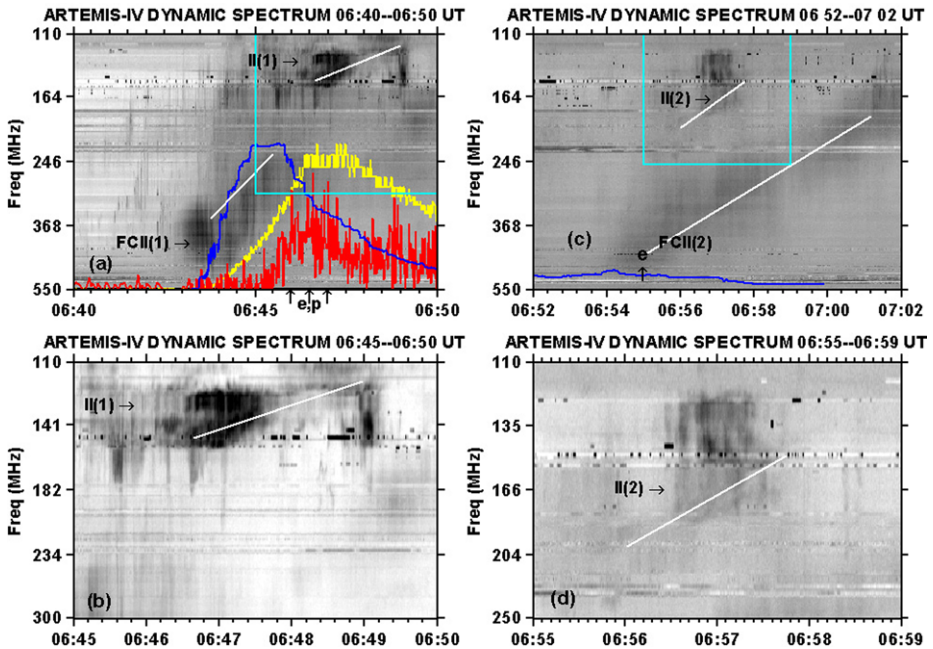 ARTEMIS-IV DYNAMIC SPECTRUM 06:40--06:50 UT
110
164
246
368
550
Freq (MHz)
II(1) →
FCII(1) →
(a)
e,p
06:40
06:45
06:50
ARTEMIS-IV DYNAMIC SPECTRUM 06 52--07 02 UT
110
164
246
368
550
Freq (MHz)
II(2) →
(c)
FCII(2)
e
06:52
06:54
06:56
06:58
07:00
07:02
ARTEMIS-IV DYNAMIC SPECTRUM 06:45--06:50 UT
110
141
182
234
300
Freq (MHz)
II(1) →
(b)
06:45
06:46
06:47
06:48
06:49
06:50
ARTEMIS-IV DYNAMIC SPECTRUM 06:55--06:59 UT
110
135
166
204
250
Freq (MHz)
II(2) →
(d)
06:55
06:56
06:57
06:58
06:59